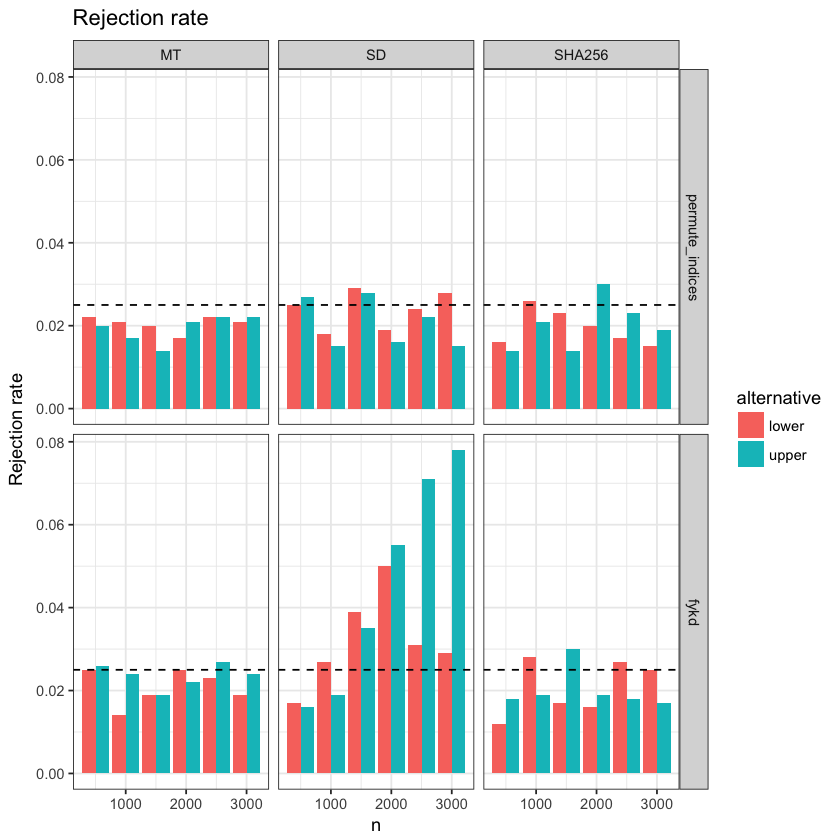 Rejection rate
MT
SD
SHA256
0.08
0.06
0.04
0.02
0.00
permute_indices
0.08
0.06
0.04
0.02
0.00
fykd
Rejection rate
1000
2000
3000
1000
2000
3000
1000
2000
3000
n
alternative
lower
upper